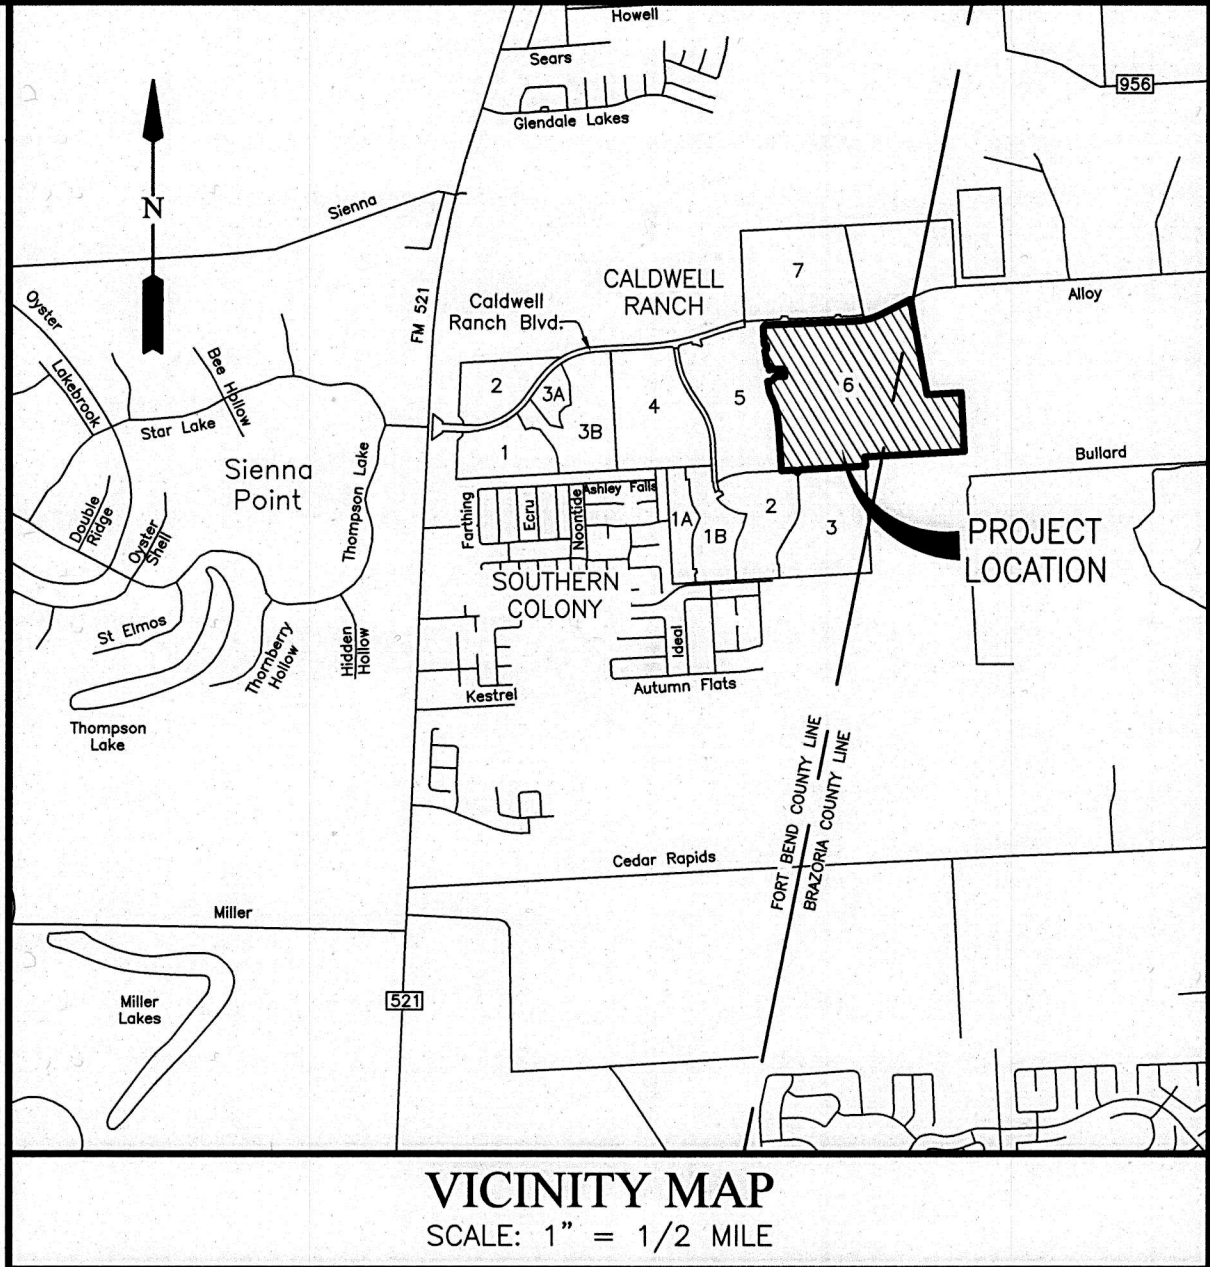 Howell
Sears
956
Glendale Lakes
N
Sienna
CALDWELL
RANCH
7
Alloy
Oyster
FM 521
Caldwell
Ranch Blvd.
Lakebrook
Bee Hollow
2
3A
4
5
6
Star Lake
3B
1
Sienna
Point
Thompson Lake
Bullard
Double
Ridge
Oyster
Shell
Farthing
Ecru
Noontide
Ashley Falls
1A
1B
2
3
PROJECT
LOCATION
SOUTHERN
COLONY
St Elmos
Thornberry
Hollow
Hidden
Hollow
Ideal
Kestrel
Autumn Flats
Thompson
Lake
FORT BEND COUNTY LINE
BRAZORIA COUNTY LINE
Cedar Rapids
Miller
521
Miller
Lakes
VICINITY MAP
SCALE: 1" = 1/2 MILE